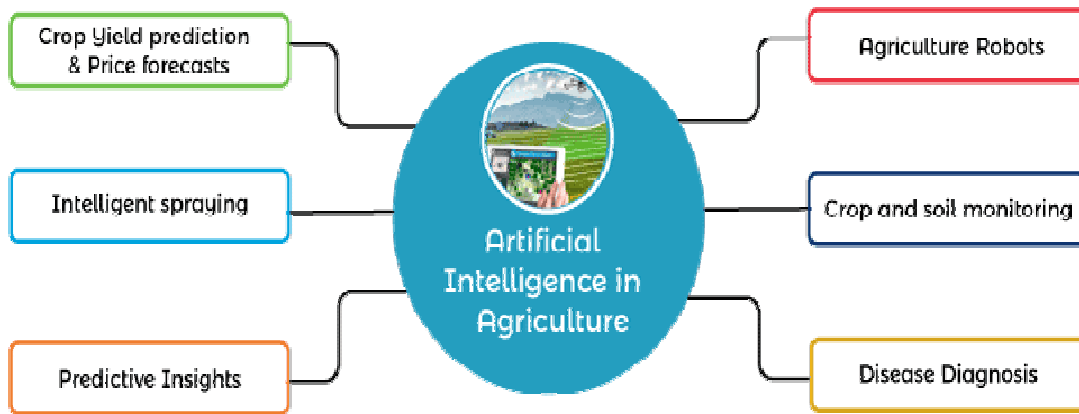 Crop Yield prediction
& Price forecasts
Intelligent spraying
Predictive Insights
Artificial
Intelligence in
Agriculture
Agriculture Robots
Crop and soil monitoring
Disease Diagnosis